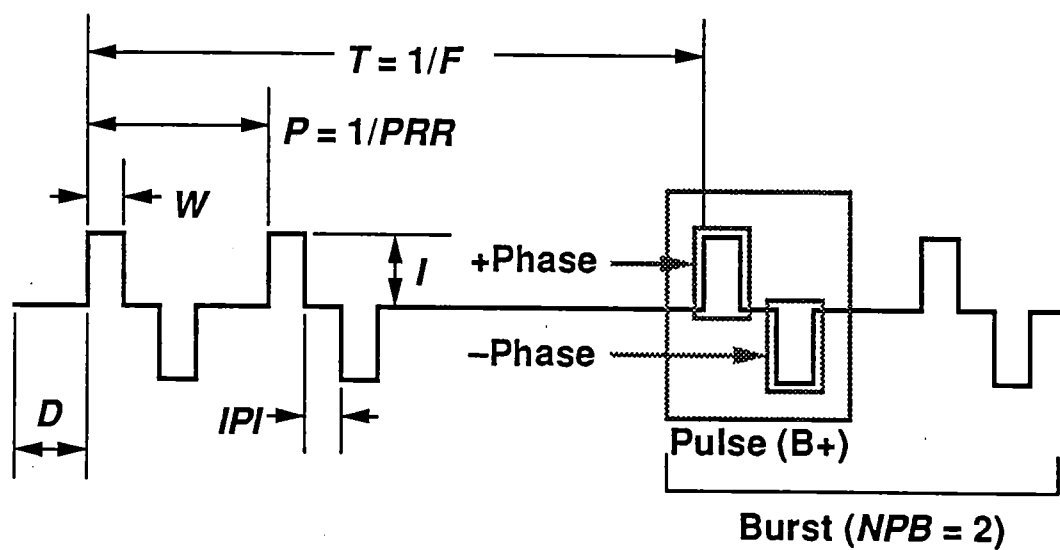 T = 1/F
P = 1/PRR
W
I
+Phase
−Phase
D
IPI
Pulse (B+)
Burst (NPB = 2)